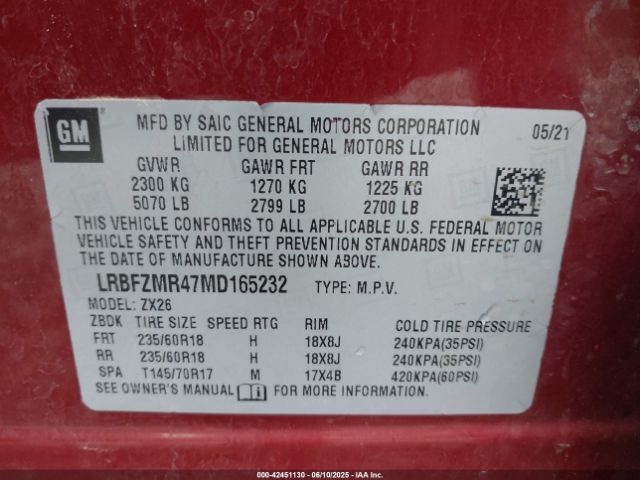 GM
MFD BY SAIC GENERAL MOTORS CORPORATION 05/21
LIMITED FOR GENERAL MOTORS LLC
GVWR GAWR FRT GAWR RR
2300 KG 1270 KG 1225 KG
5070 LB 2799 LB 2700 LB
THIS VEHICLE CONFORMS TO ALL APPLICABLE U.S. FEDERAL MOTOR
VEHICLE SAFETY AND THEFT PREVENTION STANDARDS IN EFFECT ON
THE DATE OF MANUFACTURE SHOWN ABOVE.
LRBFZMR47MD165232 TYPE: M.P.V.
MODEL: ZX26
ZBDK TIRE SIZE SPEED RTG RIM COLD TIRE PRESSURE
FRT 235/60R18 H 18X8J 240KPA(35PSI)
RR 235/60R18 H 18X8J 240KPA(35PSI)
SPA T145/70R17 M 17X4B 420KPA(60PSI)
SEE OWNER'S MANUAL FOR MORE INFORMATION.
000-42451130 - 06/10/2025 - IAAI.COM